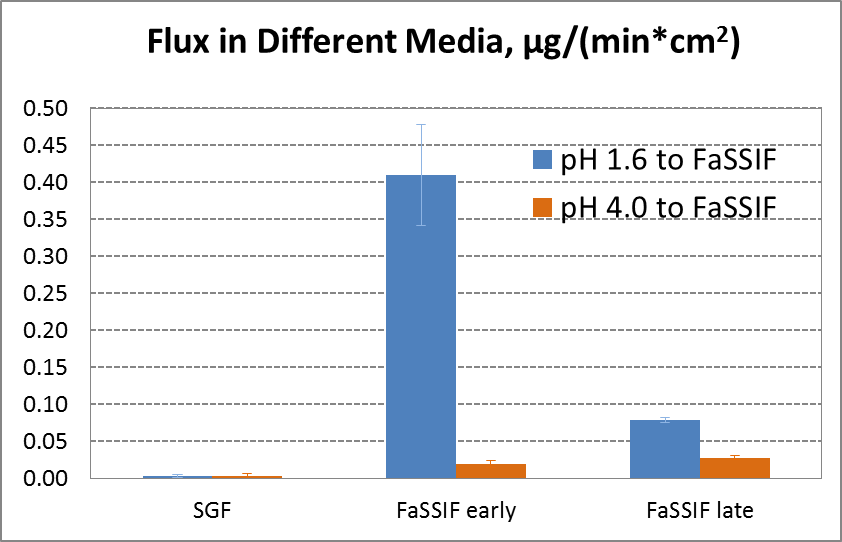 Flux in Different Media, µg/(min*cm²)
0.50
0.45
0.40
0.35
0.30
0.25
0.20
0.15
0.10
0.05
0.00
pH 1.6 to FaSSIF
pH 4.0 to FaSSIF
SGF FaSSIF early FaSSIF late